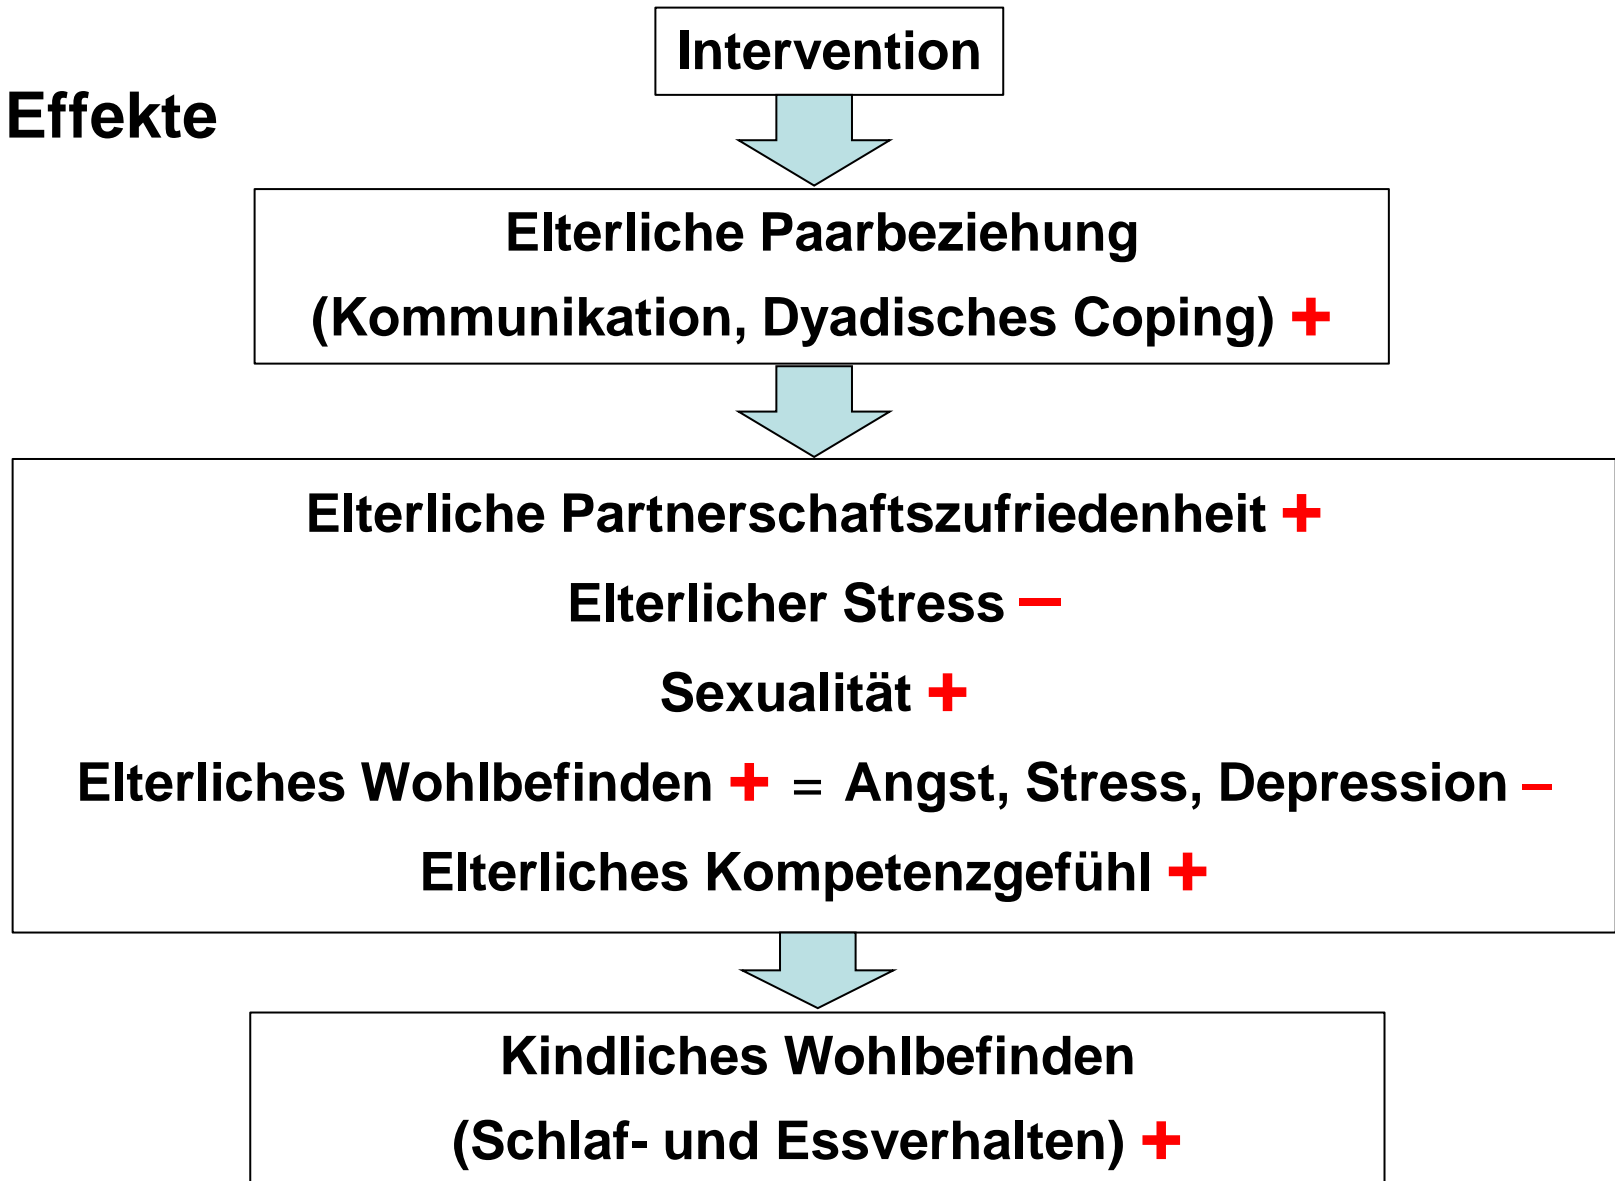 Intervention
Effekte
Elterliche Paarbeziehung
(Kommunikation, Dyadisches Coping) +
Elterliche Partnerschaftszufriedenheit +
Elterlicher Stress –
Sexualität +
Elterliches Wohlbefinden + = Angst, Stress, Depression –
Elterliches Kompetenzgefühl +
Kindliches Wohlbefinden
(Schlaf- und Essverhalten) +